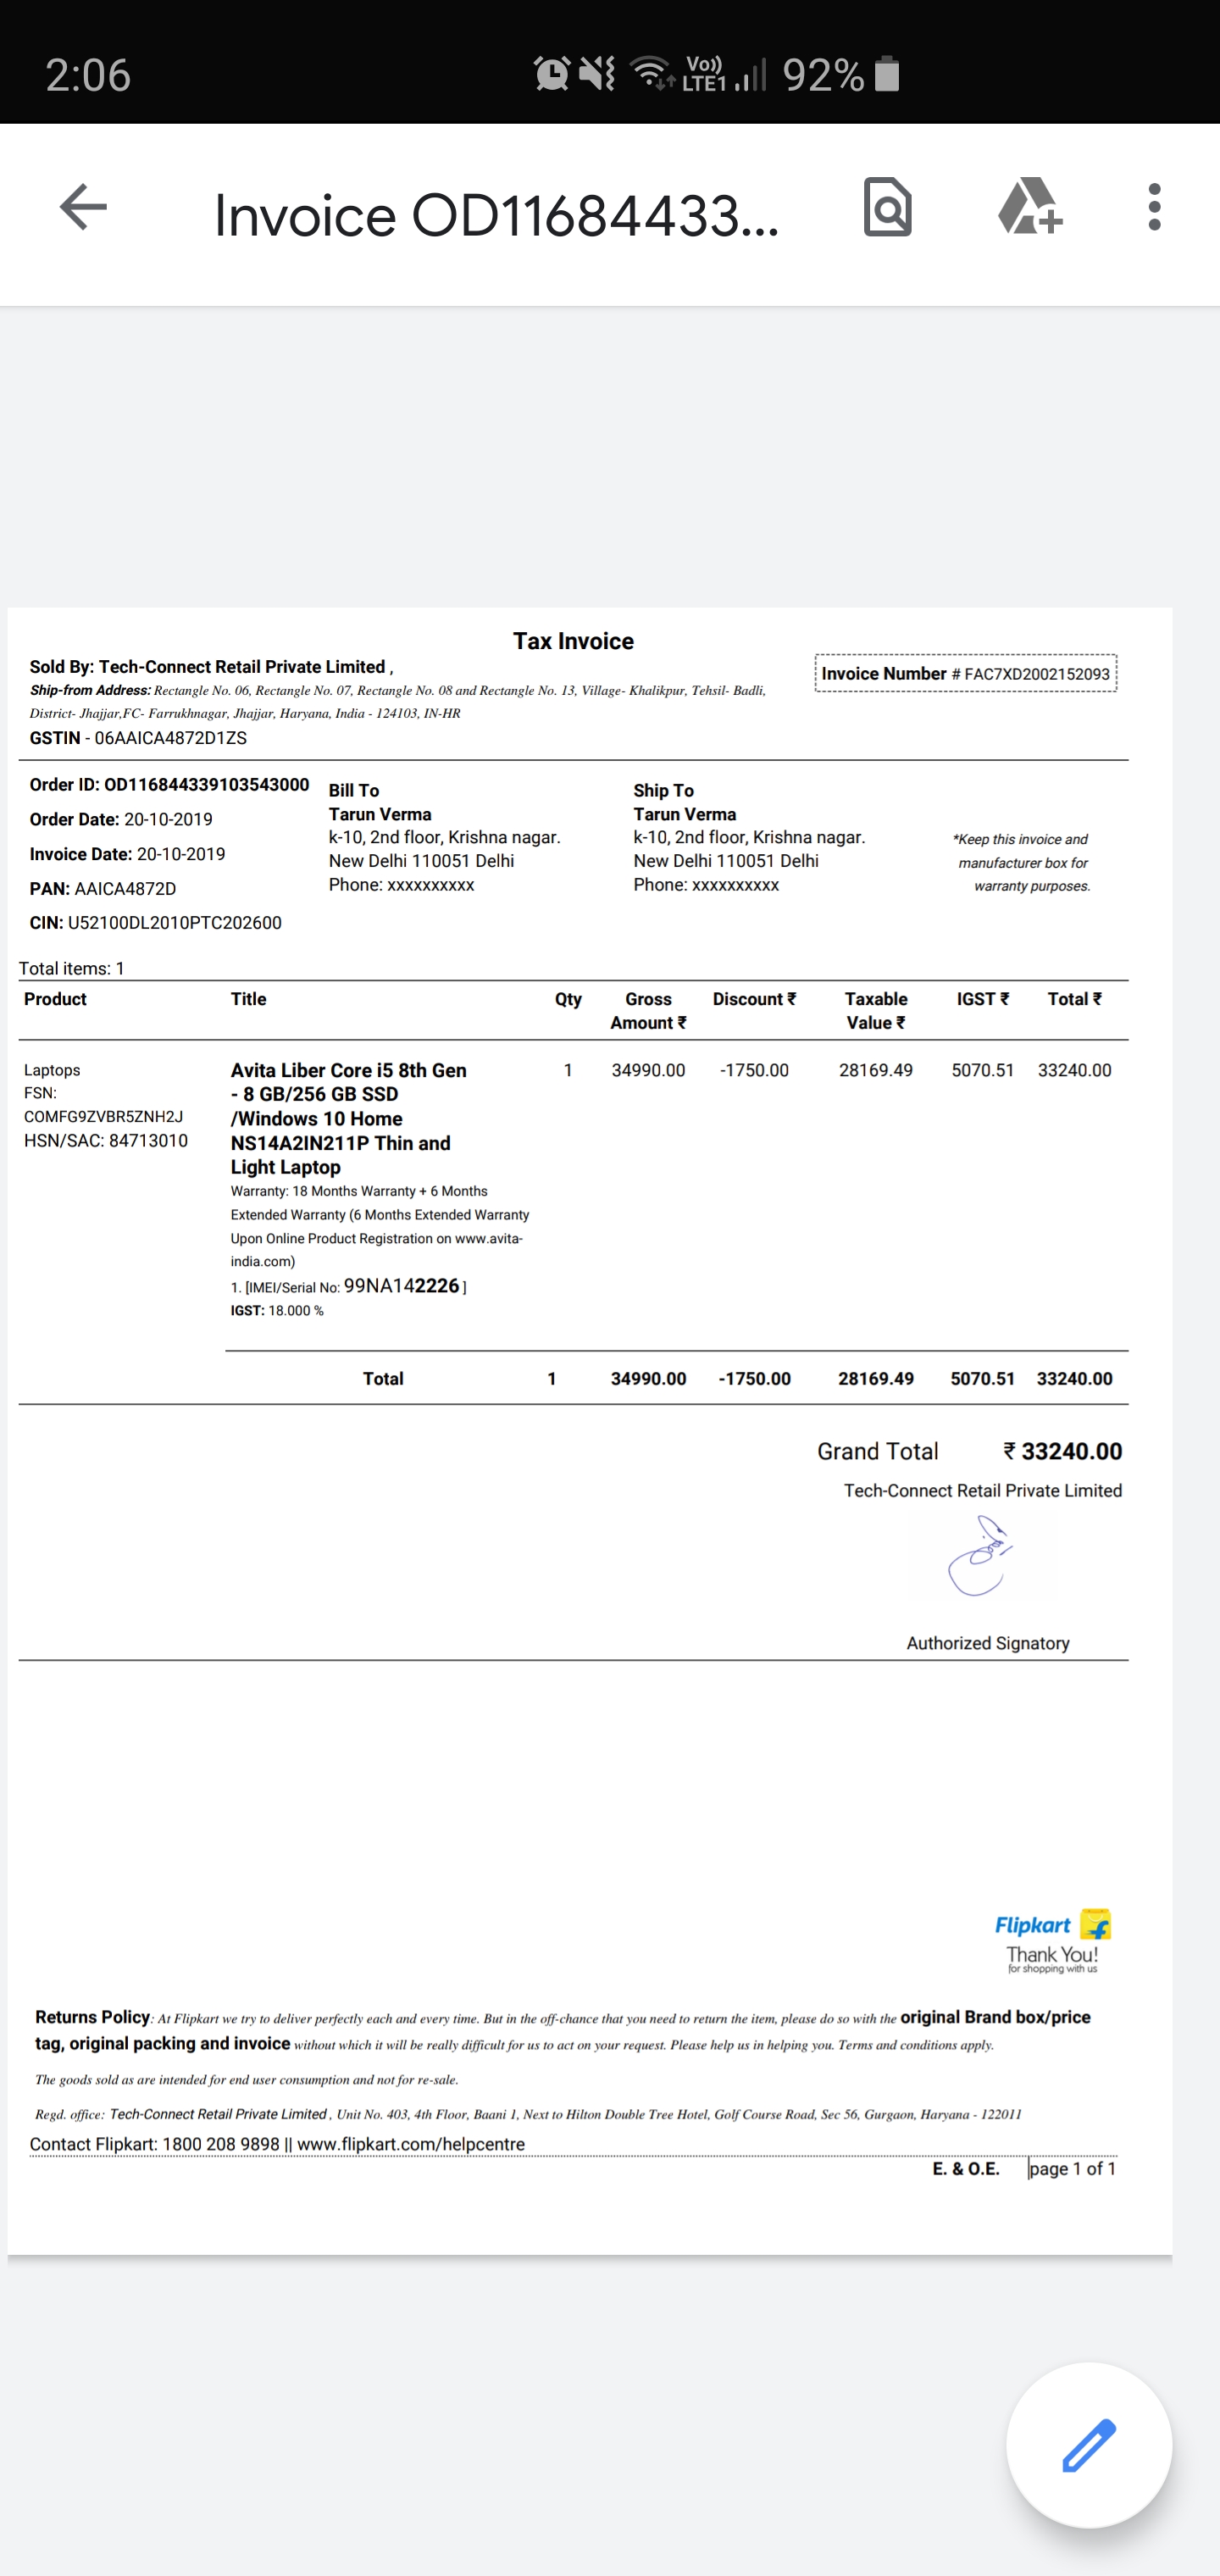 2:06
Vo)) LTE1 92%
Invoice OD11684433...
Tax Invoice
Sold By: Tech-Connect Retail Private Limited ,
Invoice Number # FAC7XD2002152093
Ship-from Address: Rectangle No. 06, Rectangle No. 07, Rectangle No. 08 and Rectangle No. 13, Village- Khalikpur, Tehsil- Badli,
District- Jhajjar,FC- Farrukhnagar, Jhajjar, Haryana, India - 124103, IN-HR
GSTIN - 06AAICA4872D1ZS
Order ID: OD116844339103543000
Order Date: 20-10-2019
Invoice Date: 20-10-2019
PAN: AAICA4872D
CIN: U52100DL2010PTC202600
Bill To
Tarun Verma
k-10, 2nd floor, Krishna nagar.
New Delhi 110051 Delhi
Phone: xxxxxxxxxx
Ship To
Tarun Verma
k-10, 2nd floor, Krishna nagar.
New Delhi 110051 Delhi
Phone: xxxxxxxxxx
*Keep this invoice and
manufacturer box for
warranty purposes.
Total items: 1
Product Title Qty Gross Amount ₹ Discount ₹ Taxable Value ₹ IGST ₹ Total ₹
Laptops
FSN:
COMFG9ZVBR5ZNH2J
HSN/SAC: 84713010
Avita Liber Core i5 8th Gen
- 8 GB/256 GB SSD
/Windows 10 Home
NS14A2IN211P Thin and
Light Laptop
Warranty: 18 Months Warranty + 6 Months
Extended Warranty (6 Months Extended Warranty
Upon Online Product Registration on www.avita-
india.com)
1. [IMEI/Serial No: 99NA142226 ]
IGST: 18.000 %
1 34990.00 -1750.00 28169.49 5070.51 33240.00
Total 1 34990.00 -1750.00 28169.49 5070.51 33240.00
Grand Total ₹ 33240.00
Tech-Connect Retail Private Limited
Authorized Signatory
Flipkart
Thank You!
for shopping with us
Returns Policy: At Flipkart we try to deliver perfectly each and every time. But in the off-chance that you need to return the item, please do so with the original Brand box/price
tag, original packing and invoice without which it will be really difficult for us to act on your request. Please help us in helping you. Terms and conditions apply.
The goods sold as are intended for end user consumption and not for re-sale.
Regd. office: Tech-Connect Retail Private Limited , Unit No. 403, 4th Floor, Baani 1, Next to Hilton Double Tree Hotel, Golf Course Road, Sec 56, Gurgaon, Haryana - 122011
Contact Flipkart: 1800 208 9898 || www.flipkart.com/helpcentre
E. & O.E. page 1 of 1